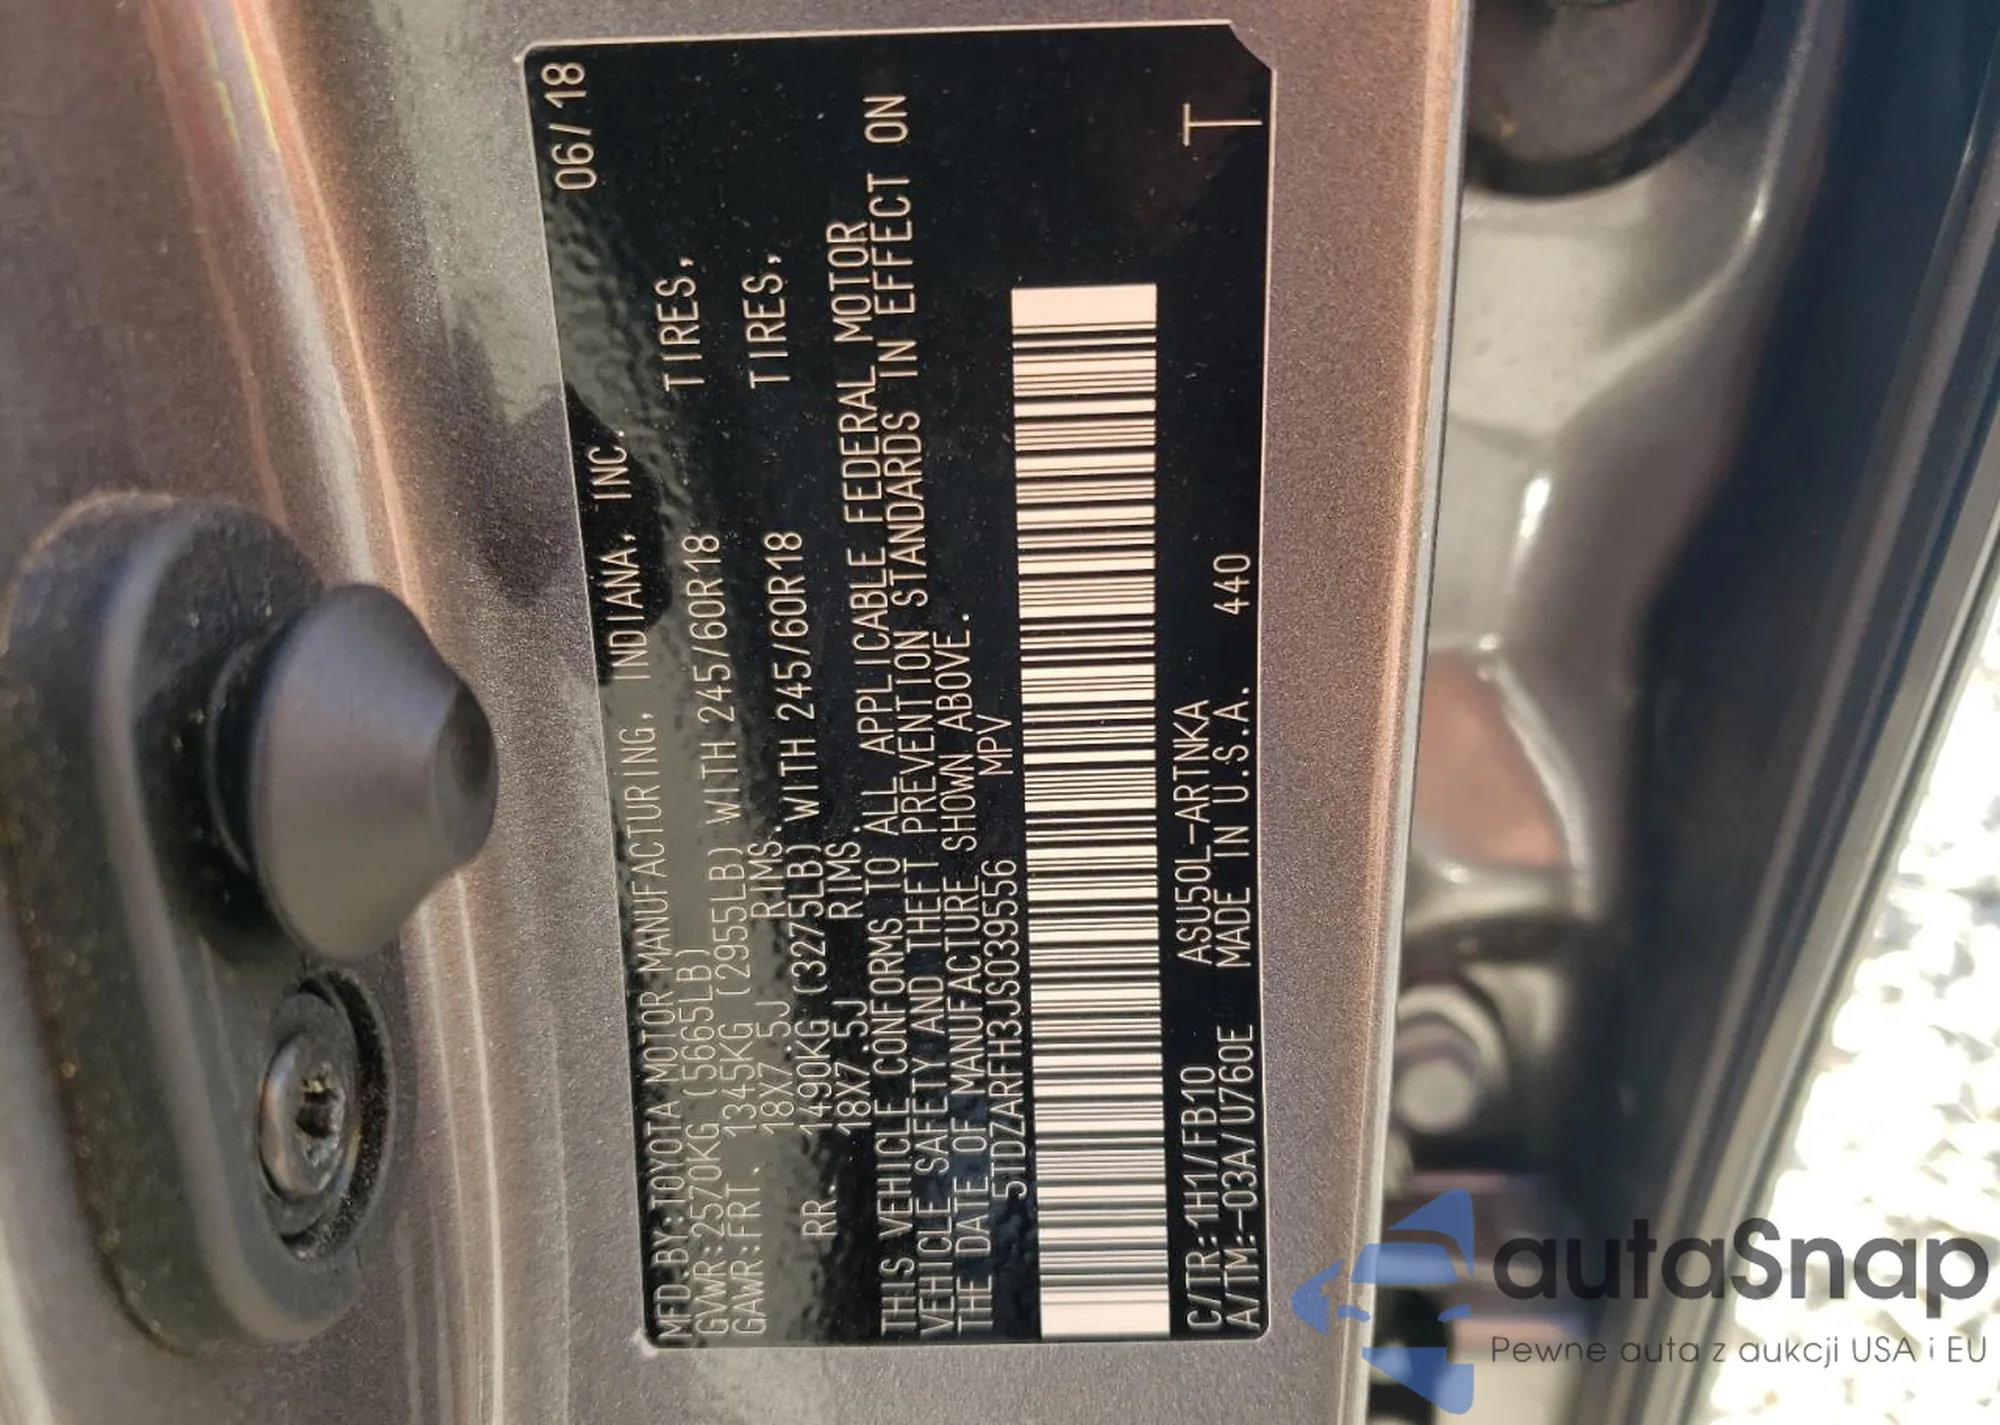 MFD.BY:TOYOTA MOTOR MANUFACTURING, INDIANA, INC. 06/18
GVWR:2570KG (5665LB)
GAWR:FRT. 1345KG (2955LB) WITH 245/60R18 TIRES,
18X7.5J RIMS.
RR. 1490KG (3275LB) WITH 245/60R18 TIRES,
18X7.5J RIMS.
THIS VEHICLE CONFORMS TO ALL APPLICABLE FEDERAL MOTOR
VEHICLE SAFETY AND THEFT PREVENTION STANDARDS IN EFFECT ON
THE DATE OF MANUFACTURE SHOWN ABOVE.
5TDZARFH3JS039556 MPV
C/TR:1H1/FB10 ASU50L-ARTNKA
A/TM:-03A/U760E MADE IN U.S.A. 440 T
autaSnap
Pewne auta z aukcji USA i EU